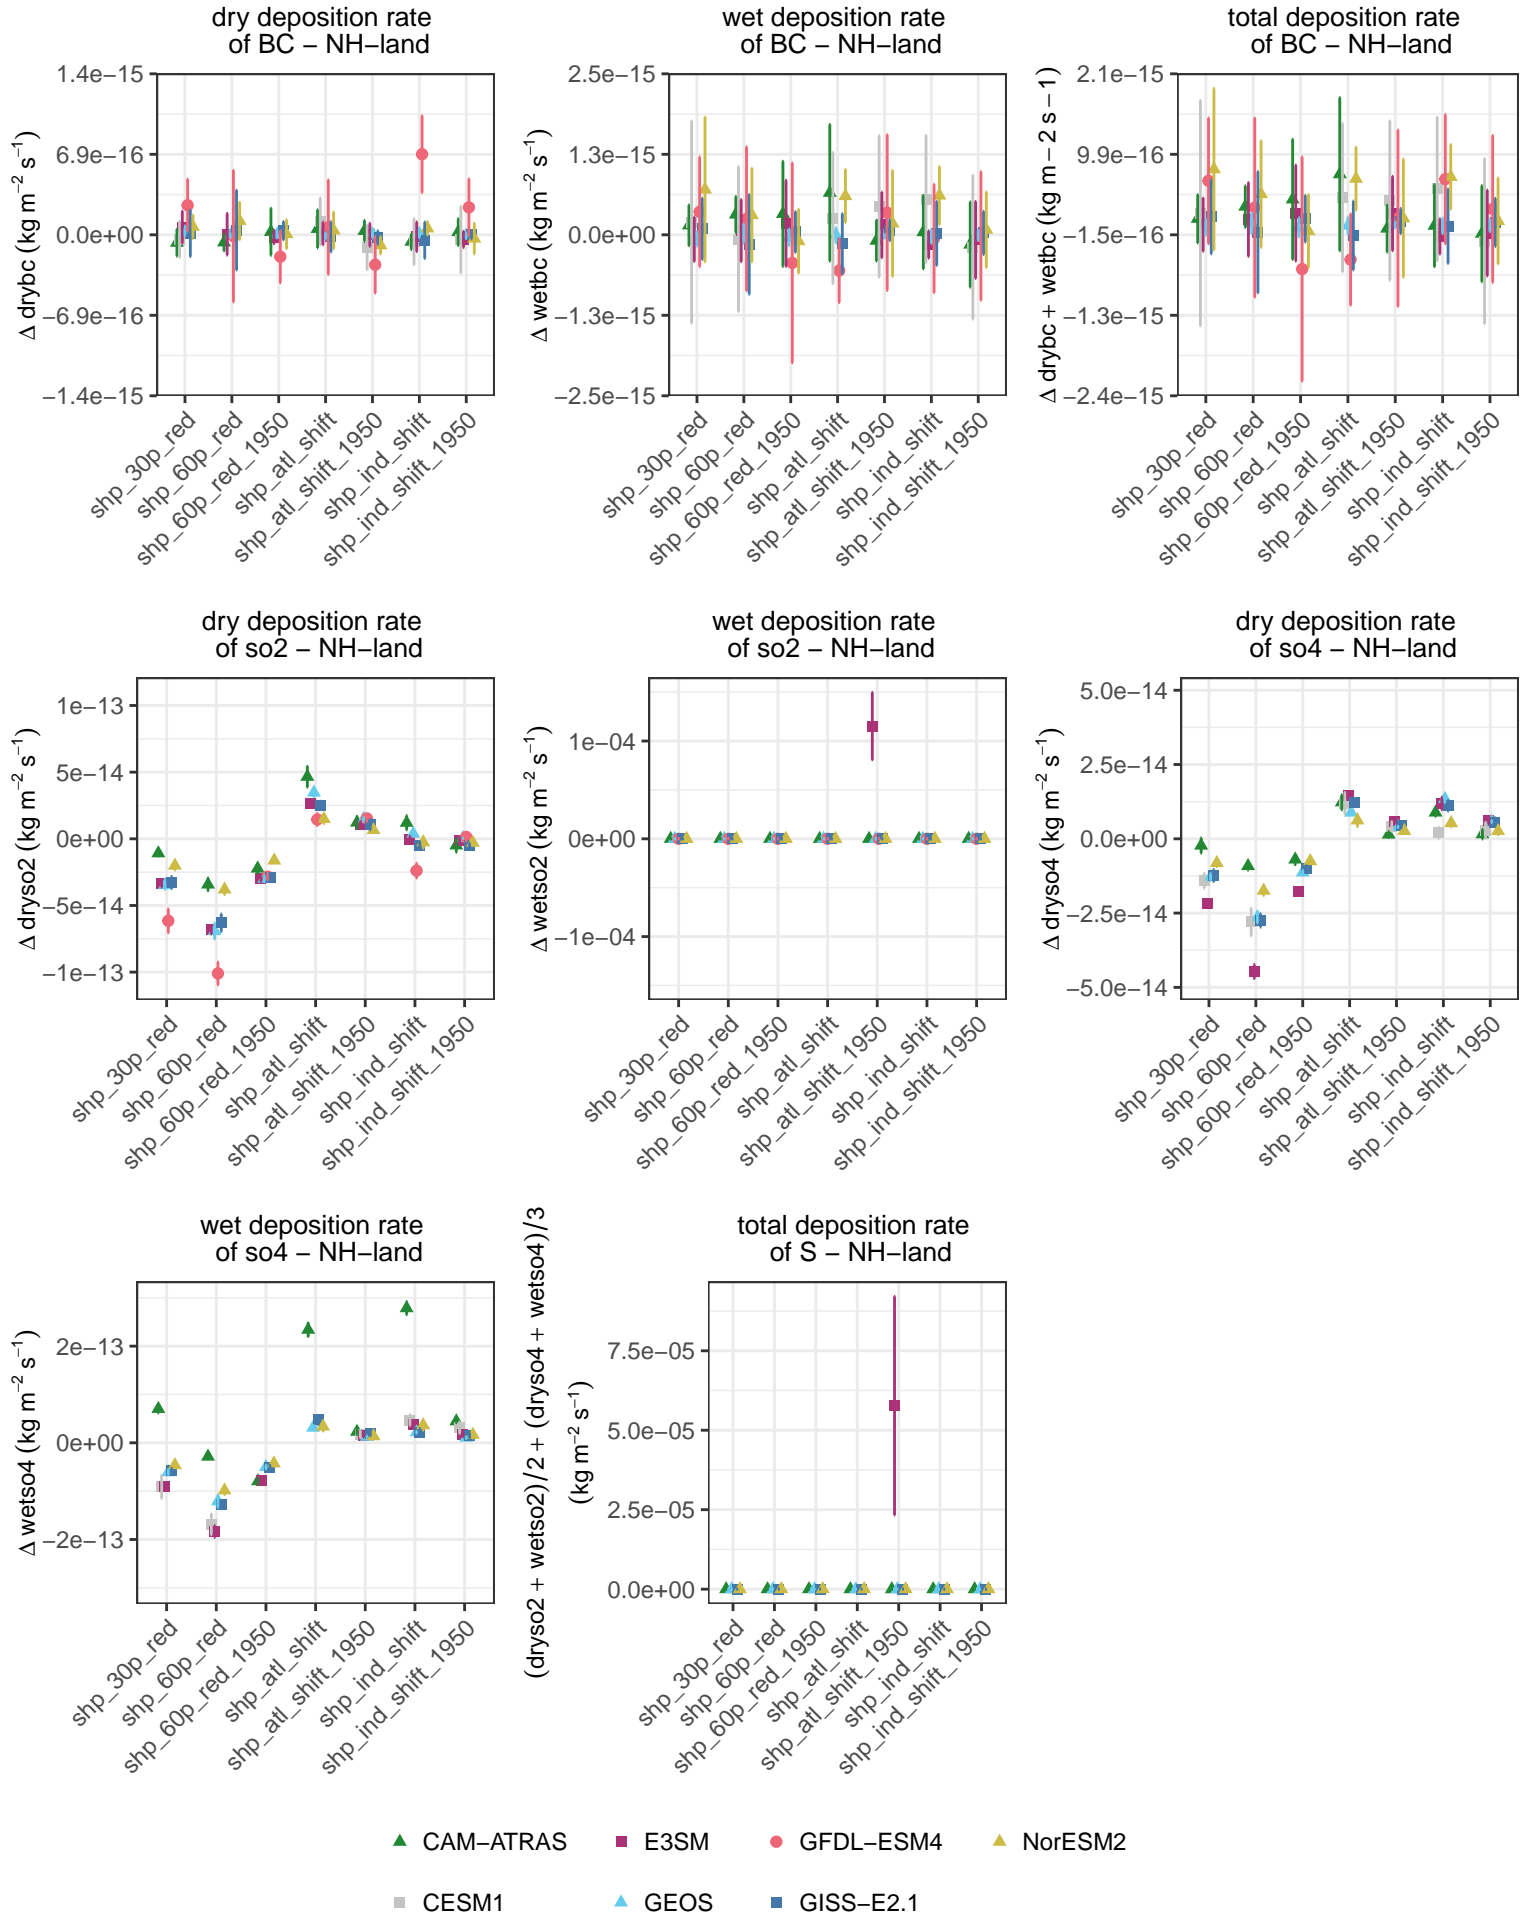 dry deposition rate
of BC − NH−land
Δ drybc (kg m⁻² s⁻¹)
1.4e−15
6.9e−16
0.0e+00
−6.9e−16
−1.4e−15
shp_30p_red
shp_60p_red
shp_60p_red_1950
shp_atl_shift
shp_atl_shift_1950
shp_ind_shift
shp_ind_shift_1950
wet deposition rate
of BC − NH−land
Δ wetbc (kg m⁻² s⁻¹)
2.5e−15
1.3e−15
0.0e+00
−1.3e−15
−2.5e−15
shp_30p_red
shp_60p_red
shp_60p_red_1950
shp_atl_shift
shp_atl_shift_1950
shp_ind_shift
shp_ind_shift_1950
total deposition rate
of BC − NH−land
Δ drybc + wetbc (kg m − 2 s − 1)
2.1e−15
9.9e−16
−1.5e−16
−1.3e−15
−2.4e−15
shp_30p_red
shp_60p_red
shp_60p_red_1950
shp_atl_shift
shp_atl_shift_1950
shp_ind_shift
shp_ind_shift_1950
dry deposition rate
of so2 − NH−land
Δ dryso2 (kg m⁻² s⁻¹)
1e−13
5e−14
0e+00
−5e−14
−1e−13
shp_30p_red
shp_60p_red
shp_60p_red_1950
shp_atl_shift
shp_atl_shift_1950
shp_ind_shift
shp_ind_shift_1950
wet deposition rate
of so2 − NH−land
Δ wetso2 (kg m⁻² s⁻¹)
1e−04
0e+00
−1e−04
shp_30p_red
shp_60p_red
shp_60p_red_1950
shp_atl_shift
shp_atl_shift_1950
shp_ind_shift
shp_ind_shift_1950
dry deposition rate
of so4 − NH−land
Δ dryso4 (kg m⁻² s⁻¹)
5.0e−14
2.5e−14
0.0e+00
−2.5e−14
−5.0e−14
shp_30p_red
shp_60p_red
shp_60p_red_1950
shp_atl_shift
shp_atl_shift_1950
shp_ind_shift
shp_ind_shift_1950
wet deposition rate
of so4 − NH−land
Δ wetso4 (kg m⁻² s⁻¹)
2e−13
0e+00
−2e−13
shp_30p_red
shp_60p_red
shp_60p_red_1950
shp_atl_shift
shp_atl_shift_1950
shp_ind_shift
shp_ind_shift_1950
total deposition rate
of S − NH−land
(dryso2 + wetso2)/2 + (dryso4 + wetso4)/3
(kg m⁻² s⁻¹)
7.5e−05
5.0e−05
2.5e−05
0.0e+00
shp_30p_red
shp_60p_red
shp_60p_red_1950
shp_atl_shift
shp_atl_shift_1950
shp_ind_shift
shp_ind_shift_1950
CAM−ATRAS
E3SM
GFDL−ESM4
NorESM2
CESM1
GEOS
GISS−E2.1